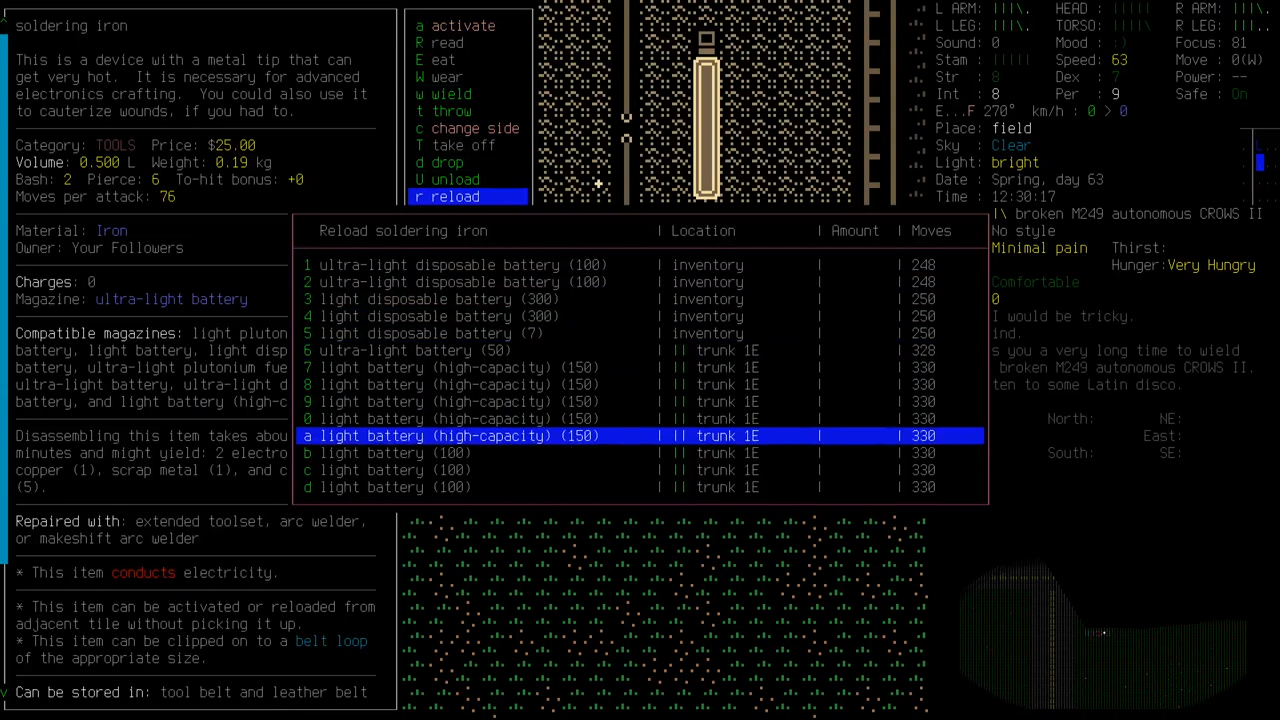 soldering iron
This is a device with a metal tip that can
get very hot.  It is necessary for advanced
electronics crafting.  You could also use it
to cauterize wounds, if you had to.
Category: TOOLS  Price: $25.00
Volume: 0.500 L  Weight: 0.19 kg
Bash: 2  Pierce: 6  To-hit bonus: +0
Moves per attack: 76
Material: Iron
Owner: Your Followers
Charges: 0
Magazine: ultra-light battery
Compatible magazines: light pluton
battery, light battery, light disp
battery, ultra-light plutonium fue
ultra-light battery, ultra-light d
battery, and light battery (high-c
Disassembling this item takes abou
minutes and might yield: 2 electro
copper (1), scrap metal (1), and c
(5).
Repaired with: extended toolset, arc welder,
or makeshift arc welder
* This item conducts electricity.
* This item can be activated or reloaded from
adjacent tile without picking it up.
* This item can be clipped on to a belt loop
of the appropriate size.
Can be stored in: tool belt and leather belt
a activate
R read
E eat
W wear
w wield
t throw
c change side
T take off
d drop
U unload
r reload
Reload soldering iron | Location | Amount | Moves
1 ultra-light disposable battery (100) | inventory | | 248
2 ultra-light disposable battery (100) | inventory | | 248
3 light disposable battery (300) | inventory | | 250
4 light disposable battery (300) | inventory | | 250
5 light disposable battery (7) | inventory | | 250
6 ultra-light battery (50) | || trunk 1E | | 328
7 light battery (high-capacity) (150) | || trunk 1E | | 330
8 light battery (high-capacity) (150) | || trunk 1E | | 330
9 light battery (high-capacity) (150) | || trunk 1E | | 330
0 light battery (high-capacity) (150) | || trunk 1E | | 330
a light battery (high-capacity) (150) | || trunk 1E | | 330
b light battery (100) | || trunk 1E | | 330
c light battery (100) | || trunk 1E | | 330
d light battery (100) | || trunk 1E | | 330
L ARM: |||\. HEAD : ||||| R ARM: |||\.
L LEG: |||\. TORSO: ||||\ R LEG: |||\.
Sound: 0 Mood : :) Focus: 81
Stam : ||||| Speed: 63 Move : 0(W)
Str : 8 Dex : 7 Power: --
Int : 8 Per : 9 Safe : On
E...F 270° km/h : 0 > 0
Place: field
Sky : Clear
Light: bright
Date : Spring, day 63
Time : 12:30:17
|\ broken M249 autonomous CROWS II
No style
Minimal pain Thirst:
Hunger:Very Hungry
Comfortable
0
I would be tricky.
ind.
s you a very long time to wield
broken M249 autonomous CROWS II.
ten to some Latin disco.
North: NE:
East:
South: SE: